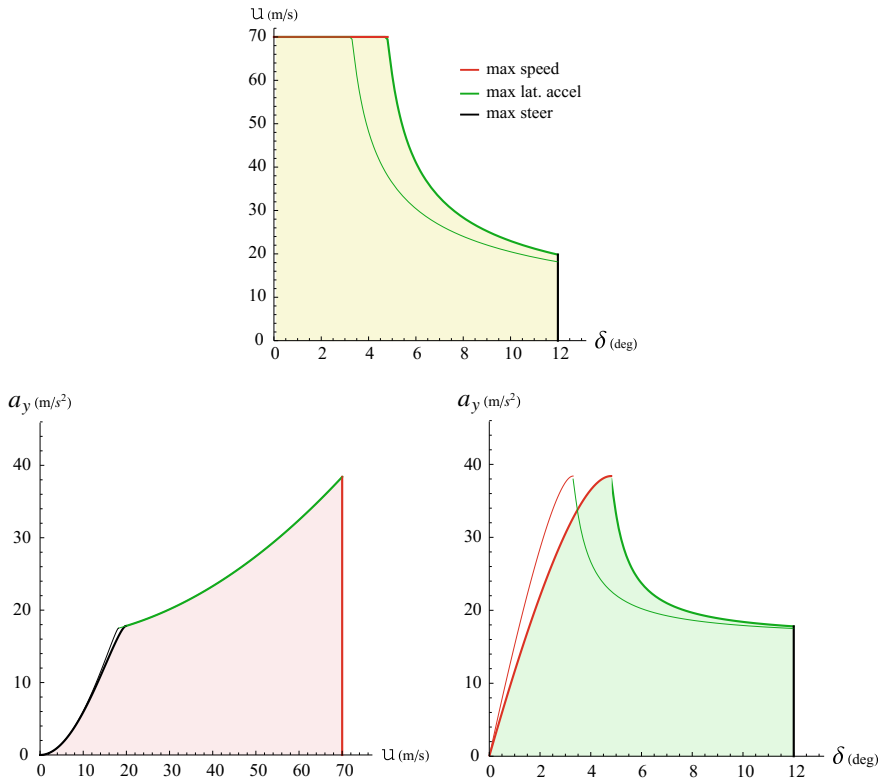 u (m/s)
70
60
50
40
30
20
10
0
0 2 4 6 8 10 12
δ (deg)
max speed
max lat. accel
max steer
a_y (m/s²)
40
30
20
10
0
0 10 20 30 40 50 60 70
u (m/s)
a_y (m/s²)
40
30
20
10
0
0 2 4 6 8 10 12
δ (deg)